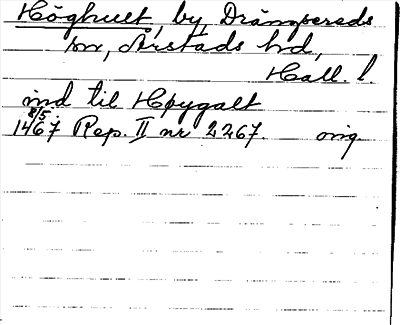 Höghult, by, Drängsereds
sn, Årstads hd,
Hall. l.
ind til Høygalt
8/5
1467 Rep. II nr 2267. orig.